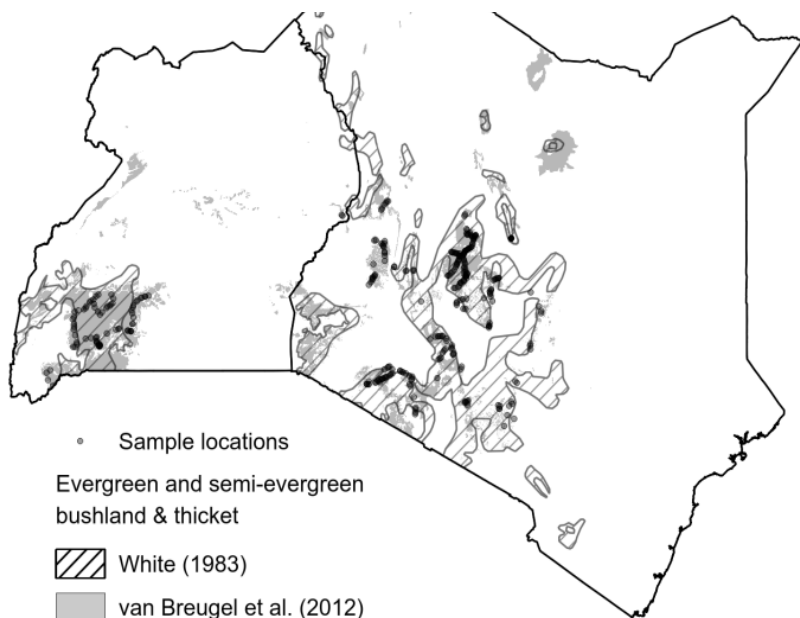 Sample locations
Evergreen and semi-evergreen
bushland & thicket
White (1983)
van Breugel et al. (2012)